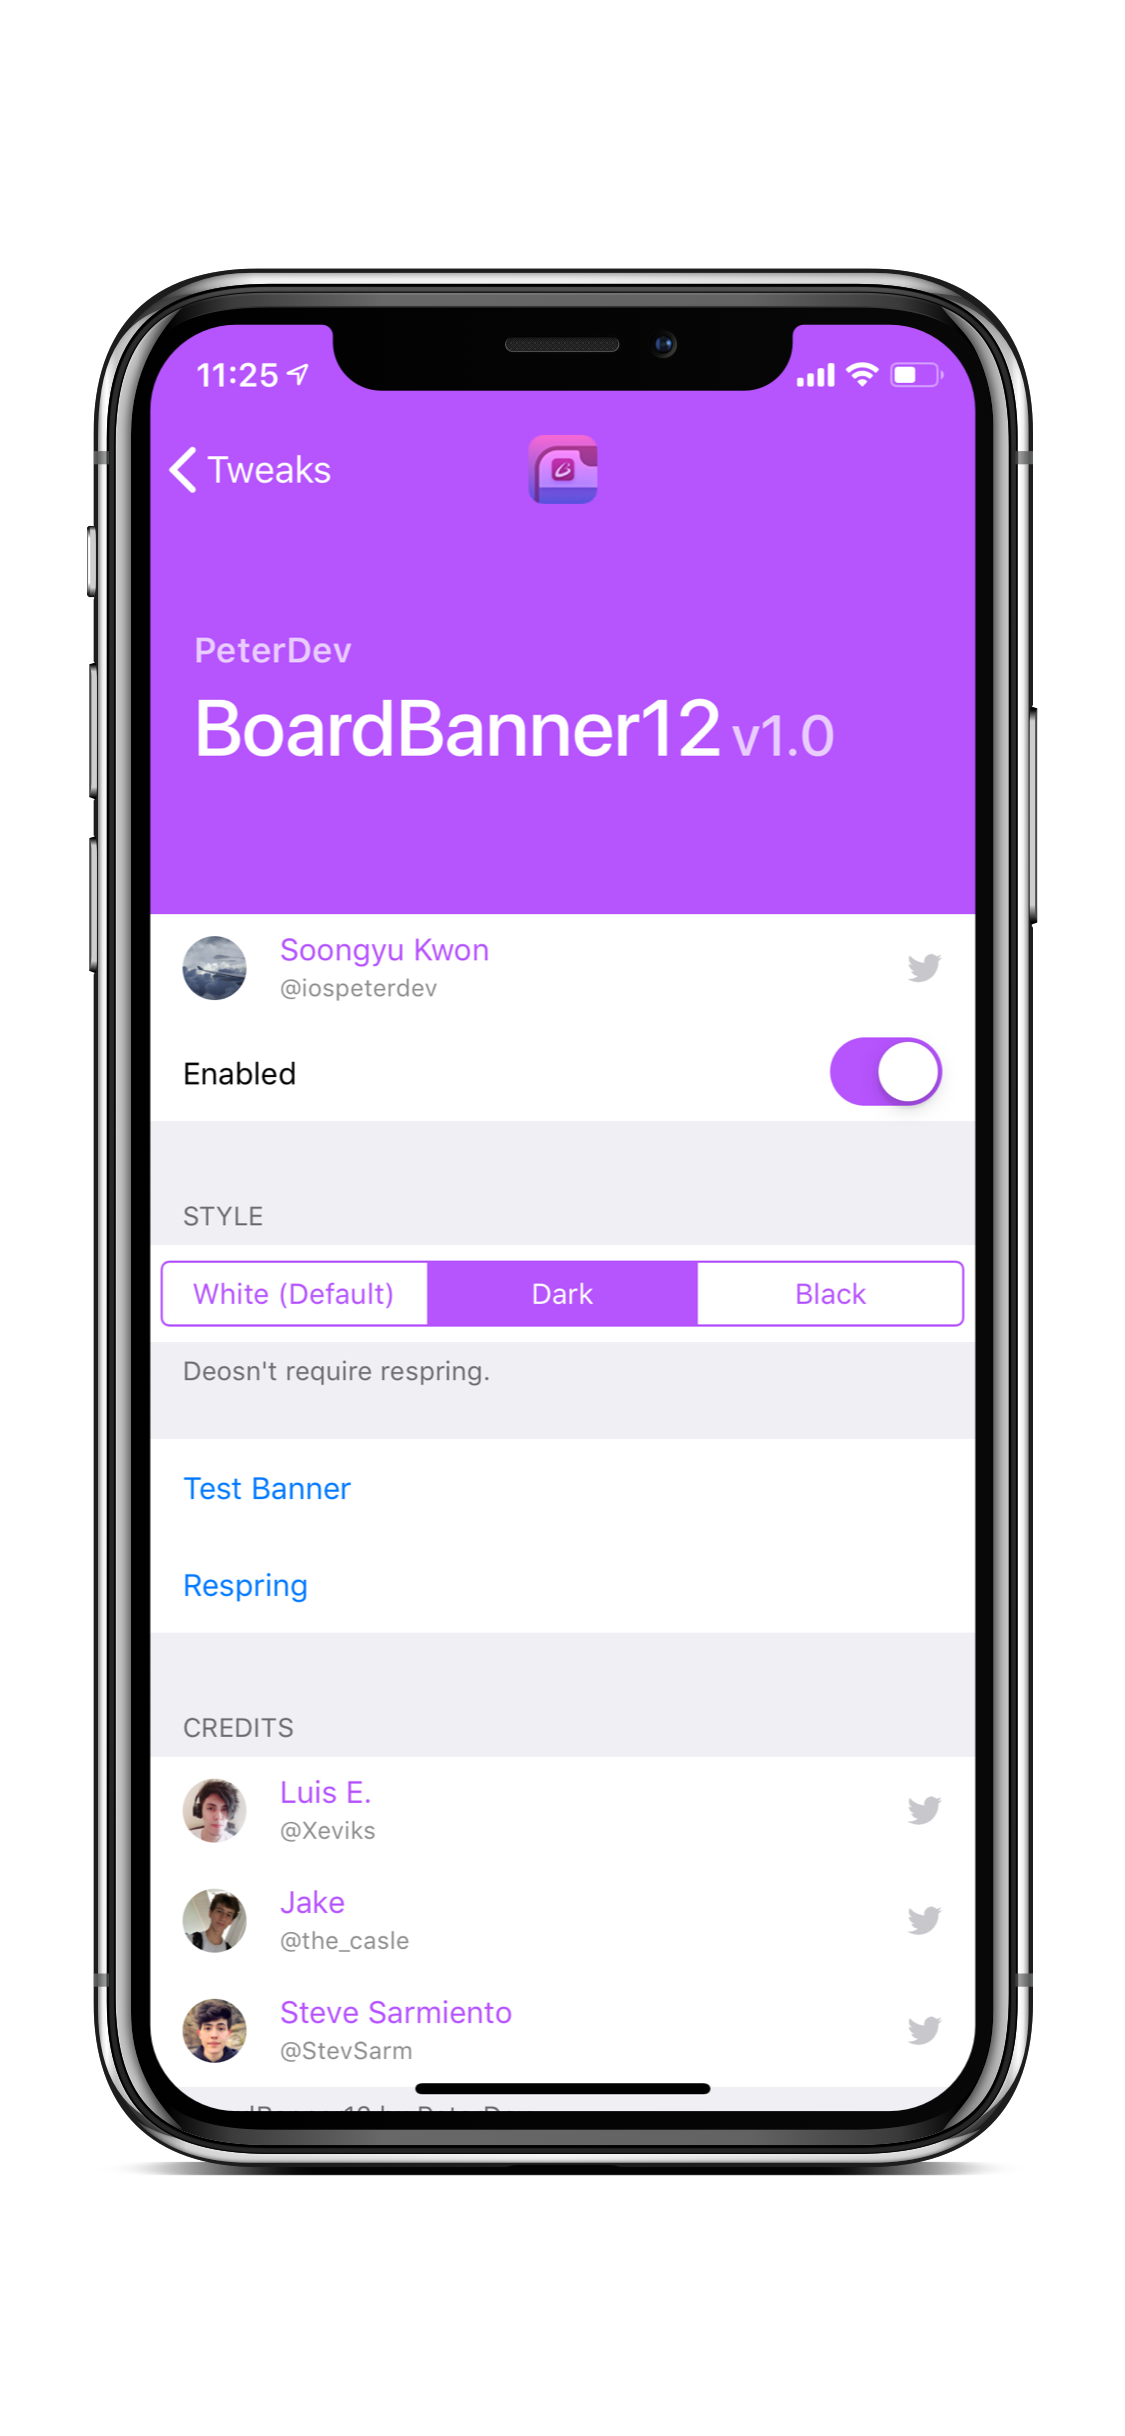 11:25
Tweaks
PeterDev
BoardBanner12 v1.0
Soongyu Kwon
@iospeterdev
Enabled
STYLE
White (Default) Dark Black
Deosn't require respring.
Test Banner
Respring
CREDITS
Luis E.
@Xeviks
Jake
@the_casle
Steve Sarmiento
@StevSarm